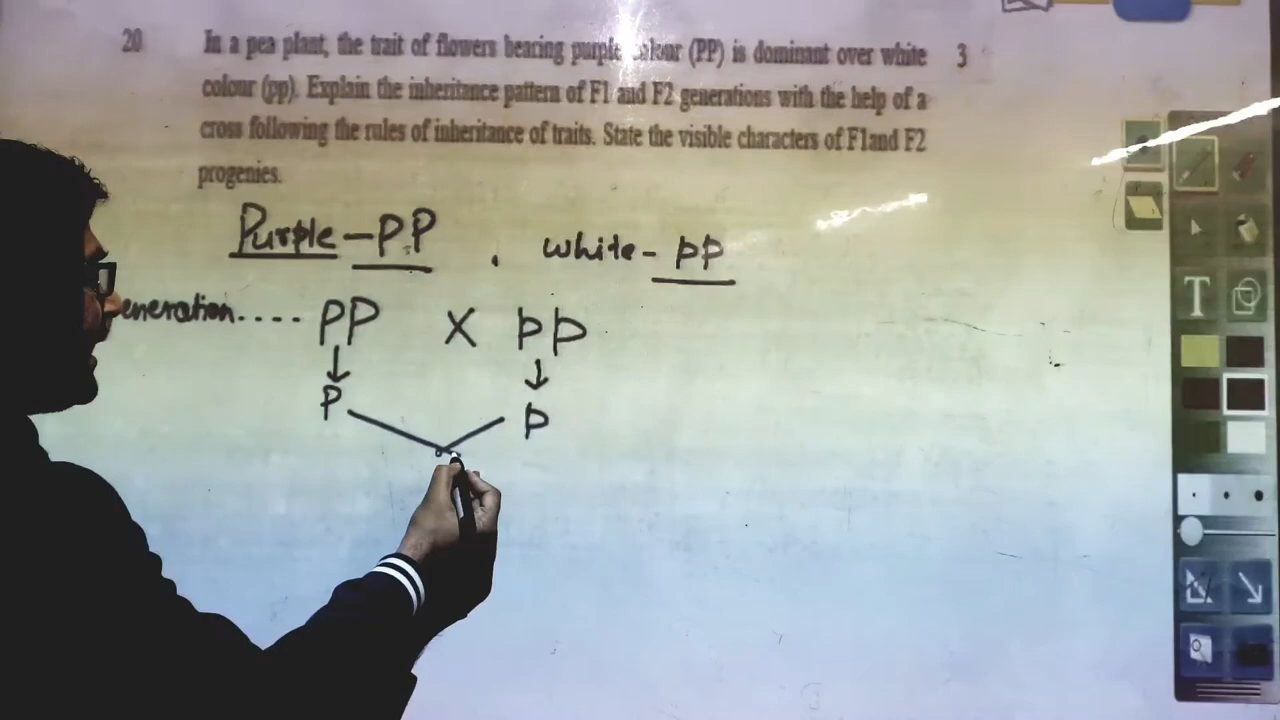 20 In a pea plant, the trait of flowers bearing purple colour (PP) is dominant over white 3
colour (pp). Explain the inheritance pattern of F1 and F2 generations with the help of a
cross following the rules of inheritance of traits. State the visible characters of F1and F2
progenies.
Purple - PP , white - pp
eneration.... PP X pp
P p
T